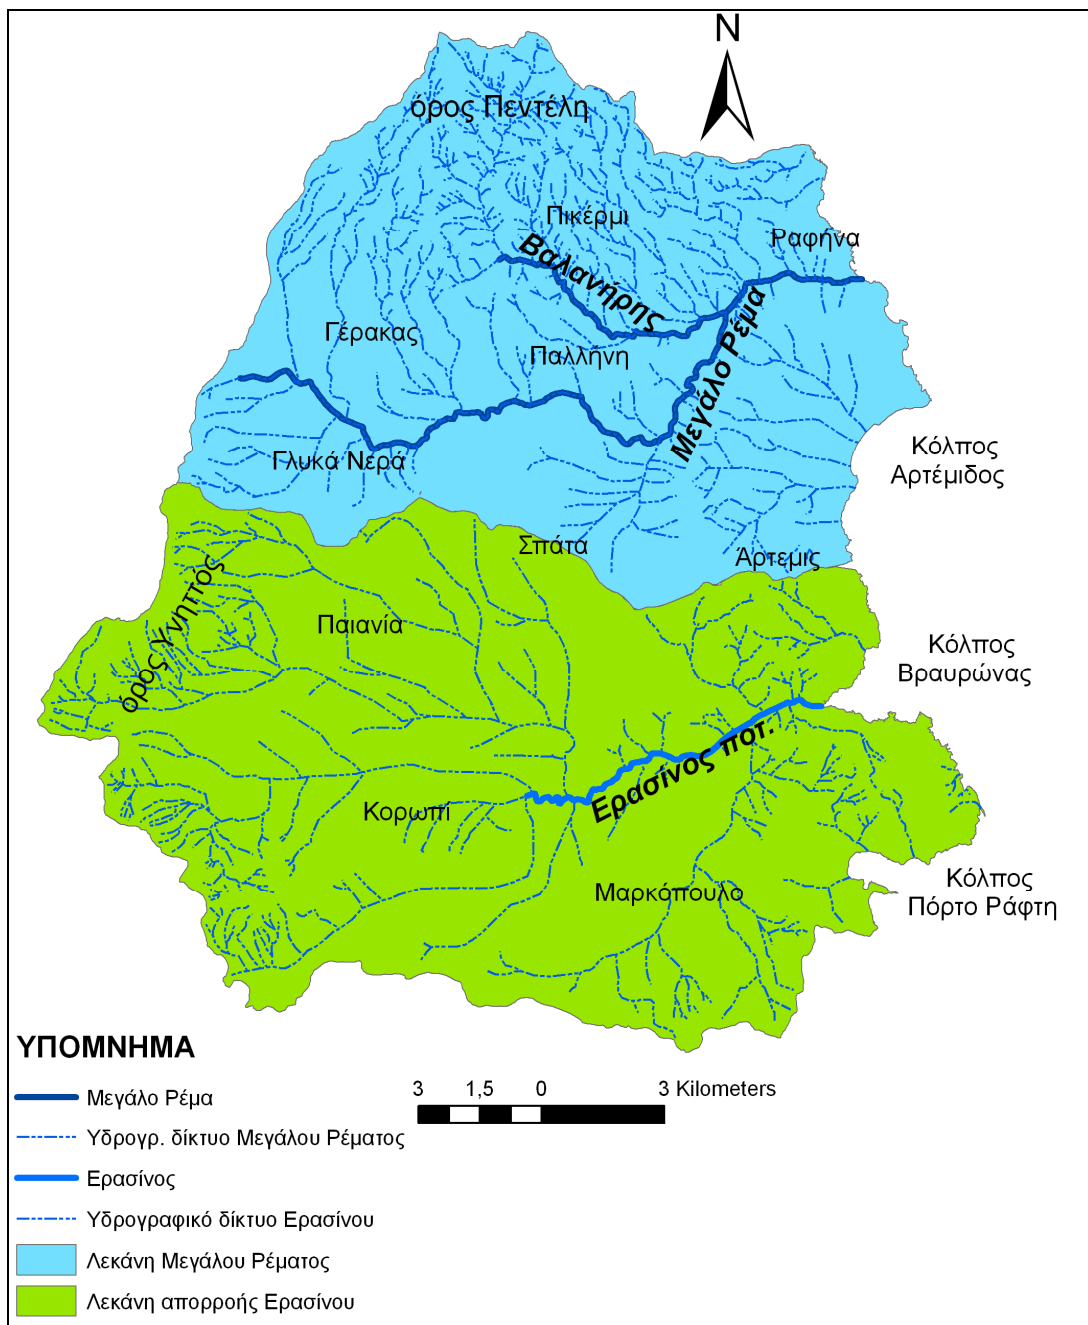 N
όρος Πεντέλη
Πικέρμι
Ραφήνα
Βαλανήρης
Γέρακας
Παλλήνη
Μεγάλο Ρέμα
Γλυκά Νερά
Κόλπος
Αρτέμιδος
Σπάτα
Άρτεμις
όρος Υνηττός
Παιανία
Κόλπος
Βραυρώνας
Ερασίνος ποτ.
Κορωπί
Μαρκόπουλο
Κόλπος
Πόρτο Ράφτη
ΥΠΟΜΝΗΜΑ
3 1,5 0 3 Kilometers
Μεγάλο Ρέμα
Υδρογρ. δίκτυο Μεγάλου Ρέματος
Ερασίνος
Υδρογραφικό δίκτυο Ερασίνου
Λεκάνη Μεγάλου Ρέματος
Λεκάνη απορροής Ερασίνου